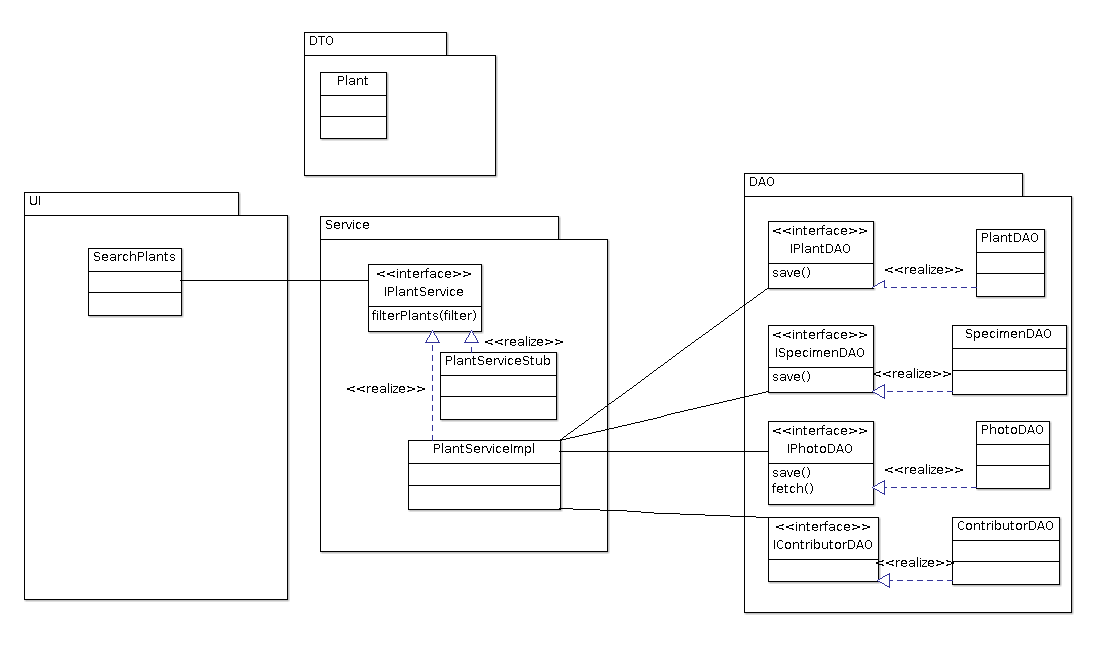 DTO
Plant
UI
SearchPlants
Service
<<interface>>
IPlantService
filterPlants(filter)
<<realize>>
PlantServiceStub
<<realize>>
PlantServiceImpl
DAO
<<interface>>
IPlantDAO
save()
<<realize>>
PlantDAO
<<interface>>
ISpecimenDAO
save()
<<realize>>
SpecimenDAO
<<interface>>
IPhotoDAO
save()
fetch()
<<realize>>
PhotoDAO
<<interface>>
IContributorDAO
<<realize>>
ContributorDAO